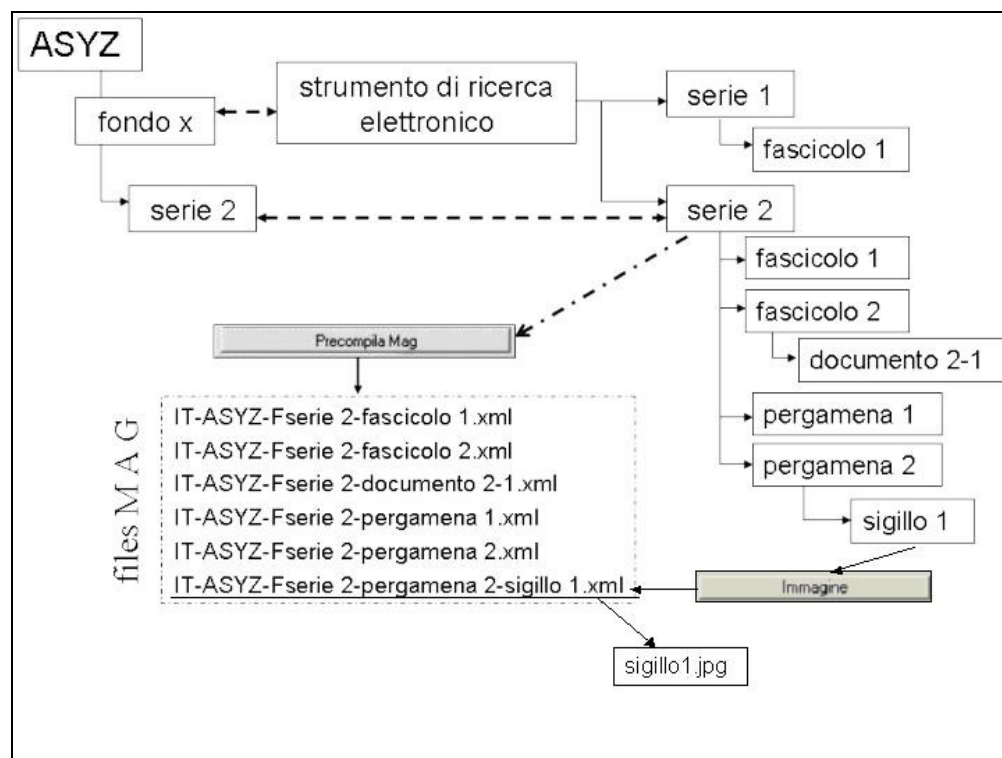 ASYZ
fondo x
serie 2
strumento di ricerca
elettronico
serie 1
fascicolo 1
serie 2
fascicolo 1
fascicolo 2
documento 2-1
pergamena 1
pergamena 2
sigillo 1
Precompila Mag
files M A G
IT-ASYZ-Fserie 2-fascicolo 1.xml
IT-ASYZ-Fserie 2-fascicolo 2.xml
IT-ASYZ-Fserie 2-documento 2-1.xml
IT-ASYZ-Fserie 2-pergamena 1.xml
IT-ASYZ-Fserie 2-pergamena 2.xml
IT-ASYZ-Fserie 2-pergamena 2-sigillo 1.xml
Immagine
sigillo1.jpg